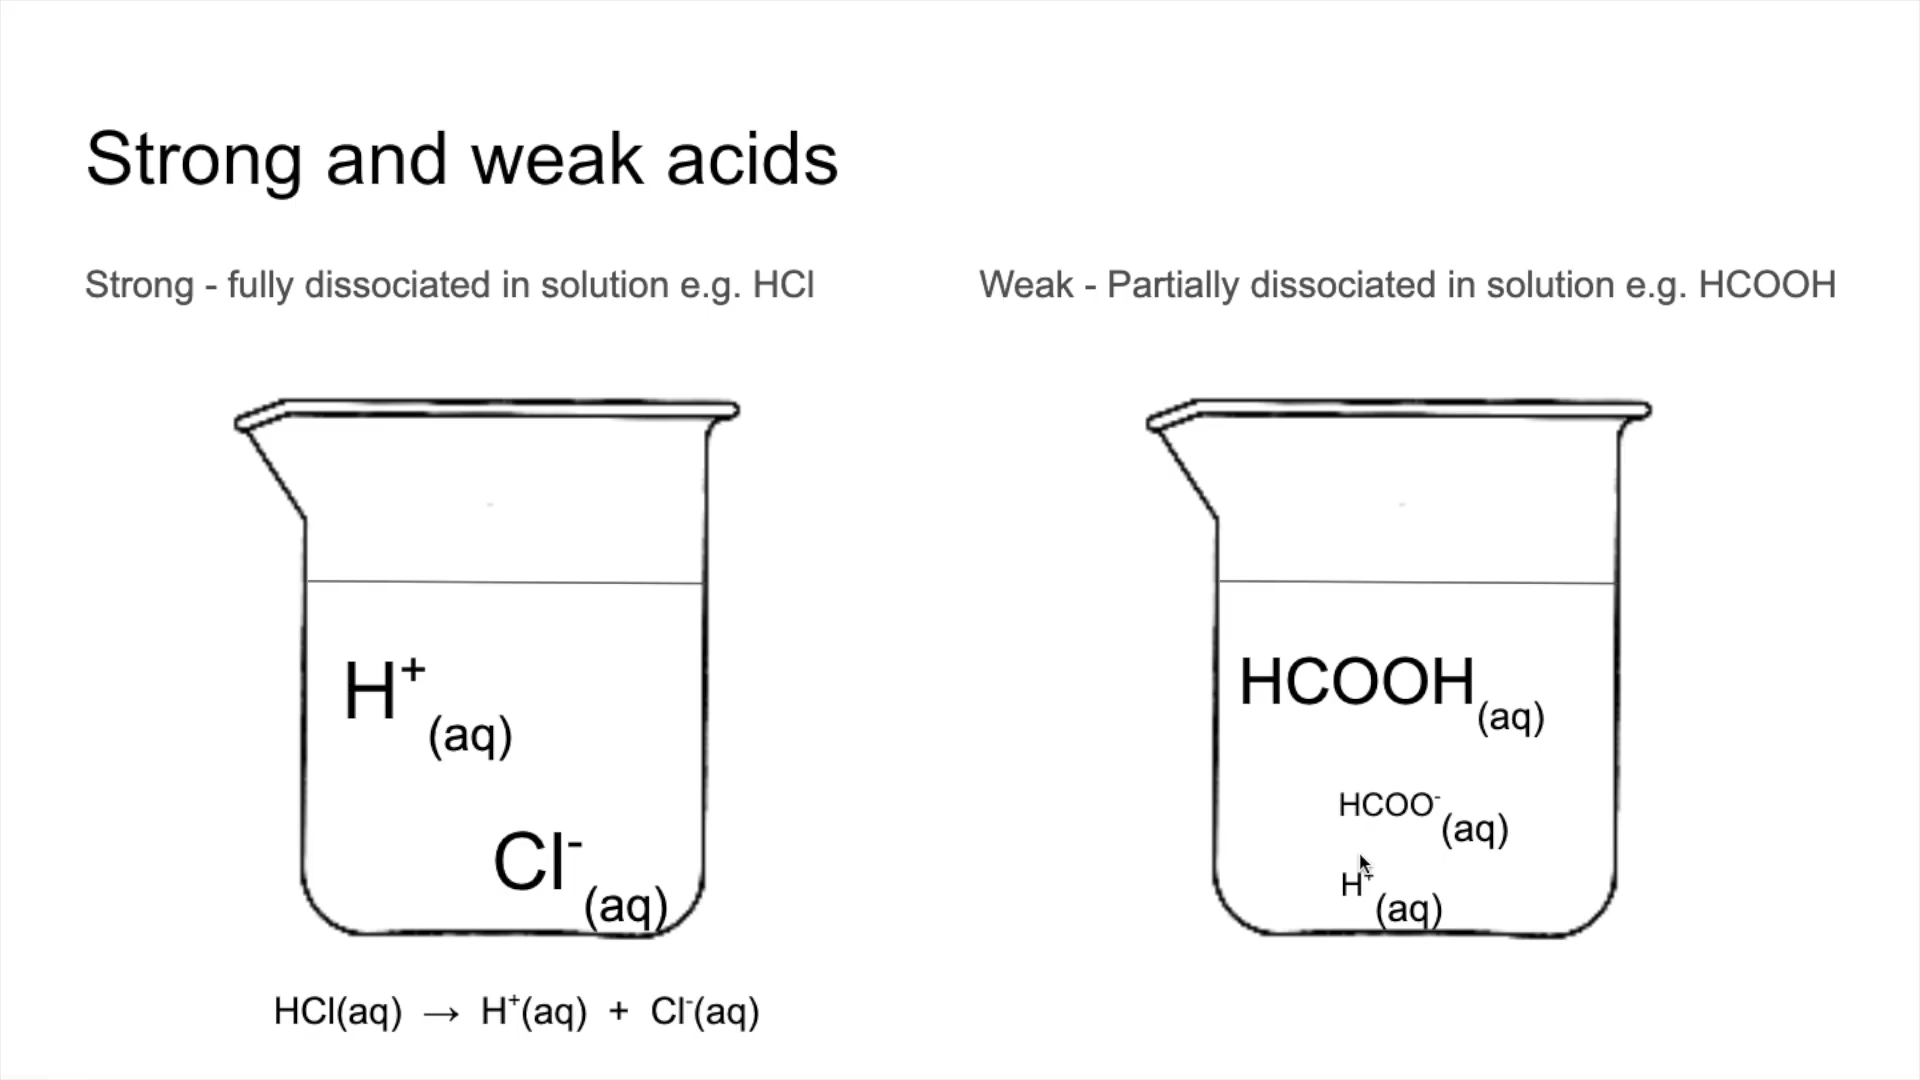 Strong and weak acids
Strong - fully dissociated in solution e.g. HCl
Weak - Partially dissociated in solution e.g. HCOOH
H⁺(aq)
Cl⁻(aq)
HCOOH(aq)
HCOO⁻(aq)
H⁺(aq)
HCl(aq) → H⁺(aq) + Cl⁻(aq)